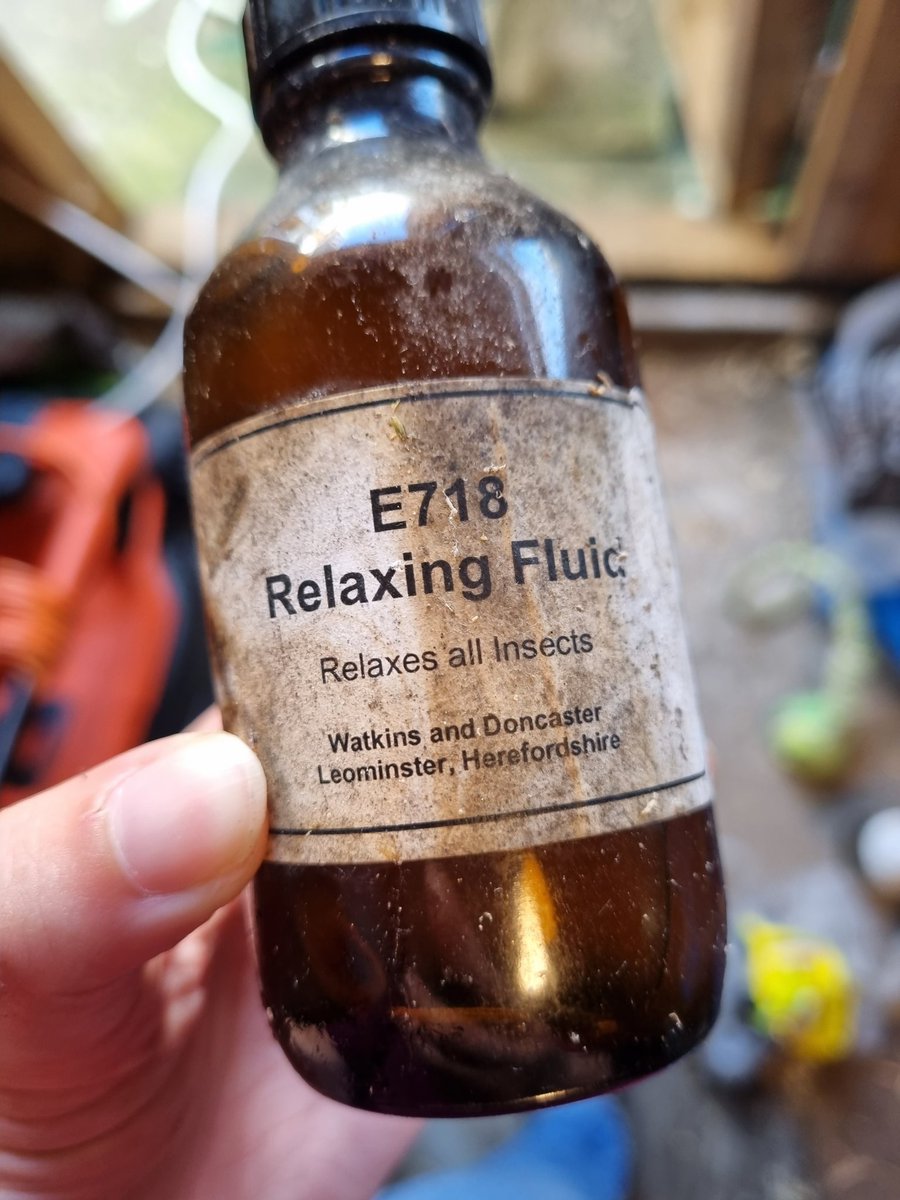 E718
Relaxing Fluid
Relaxes all Insects
Watkins and Doncaster
Leominster, Herefordshire